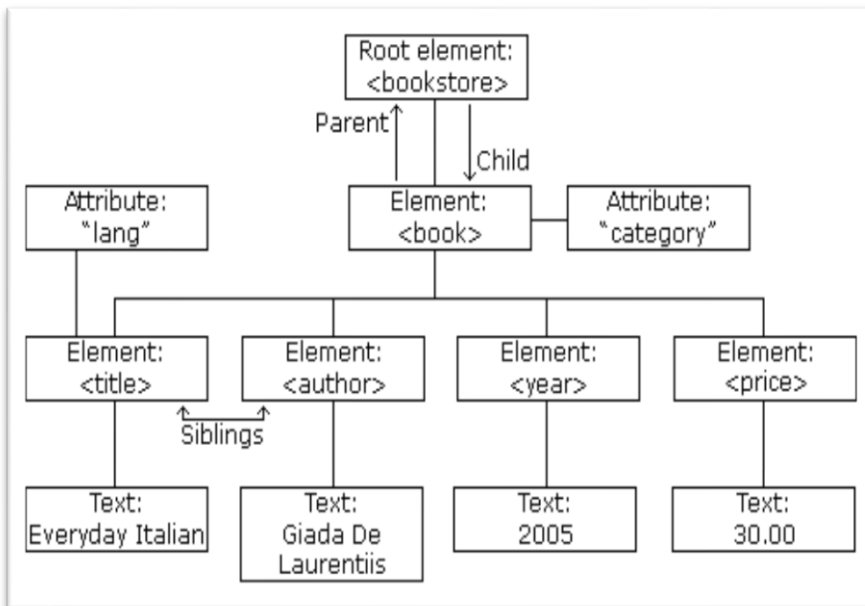 Root element:
<bookstore>
Parent
Child
Attribute:
"lang"
Element:
<book>
Attribute:
"category"
Element:
<title>
Element:
<author>
Element:
<year>
Element:
<price>
Siblings
Text:
Everyday Italian
Text:
Giada De
Laurentiis
Text:
2005
Text:
30.00